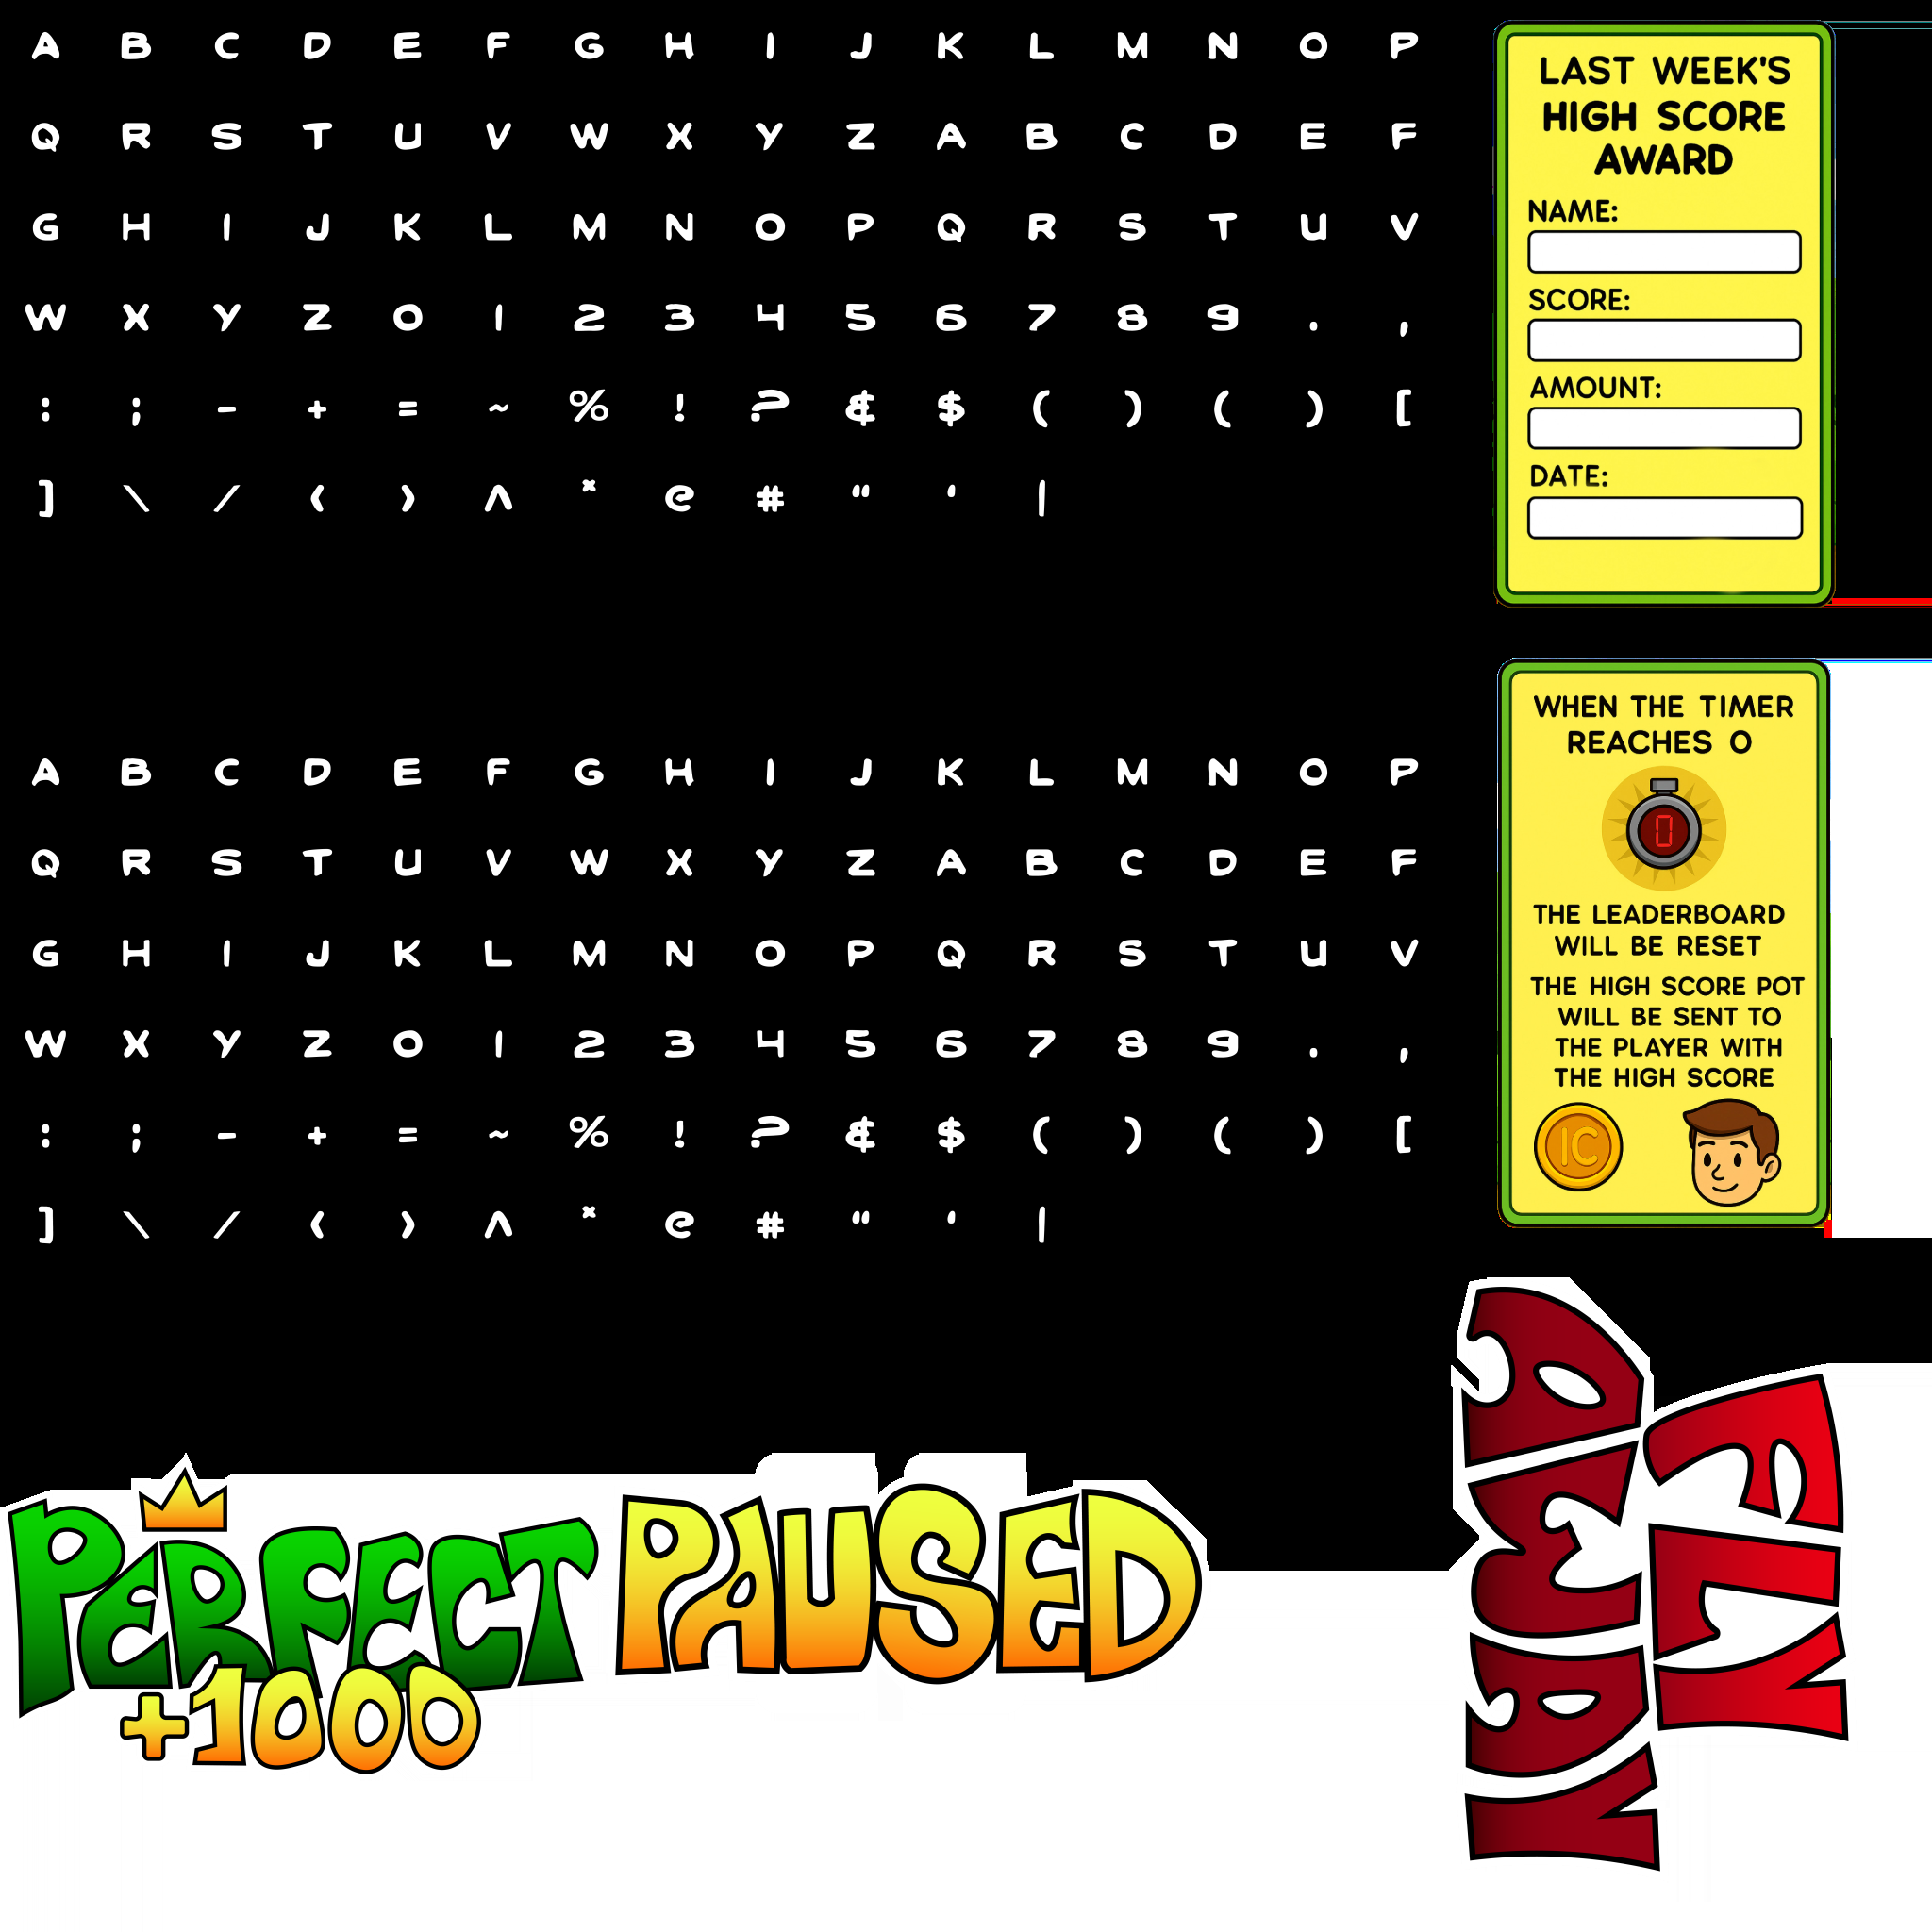 A B C D E F G H I J K L M N O P
Q R S T U V W X Y Z A B C D E F
G H I J K L M N O P Q R S T U V
W X Y Z 0 1 2 3 4 5 6 7 8 9 . ,
: ; - + = ~ % ! ? & $ ( ) ( ) [
] \ / < > ^ * @ # " ' |
LAST WEEK'S
HIGH SCORE
AWARD
NAME:
SCORE:
AMOUNT:
DATE:
A B C D E F G H I J K L M N O P
Q R S T U V W X Y Z A B C D E F
G H I J K L M N O P Q R S T U V
W X Y Z 0 1 2 3 4 5 6 7 8 9 . ,
: ; - + = ~ % ! ? & $ ( ) ( ) [
] \ / < > ^ * @ # " ' |
WHEN THE TIMER
REACHES 0
0
THE LEADERBOARD
WILL BE RESET
THE HIGH SCORE POT
WILL BE SENT TO
THE PLAYER WITH
THE HIGH SCORE
IC
PERFECT
+1000
PAUSED